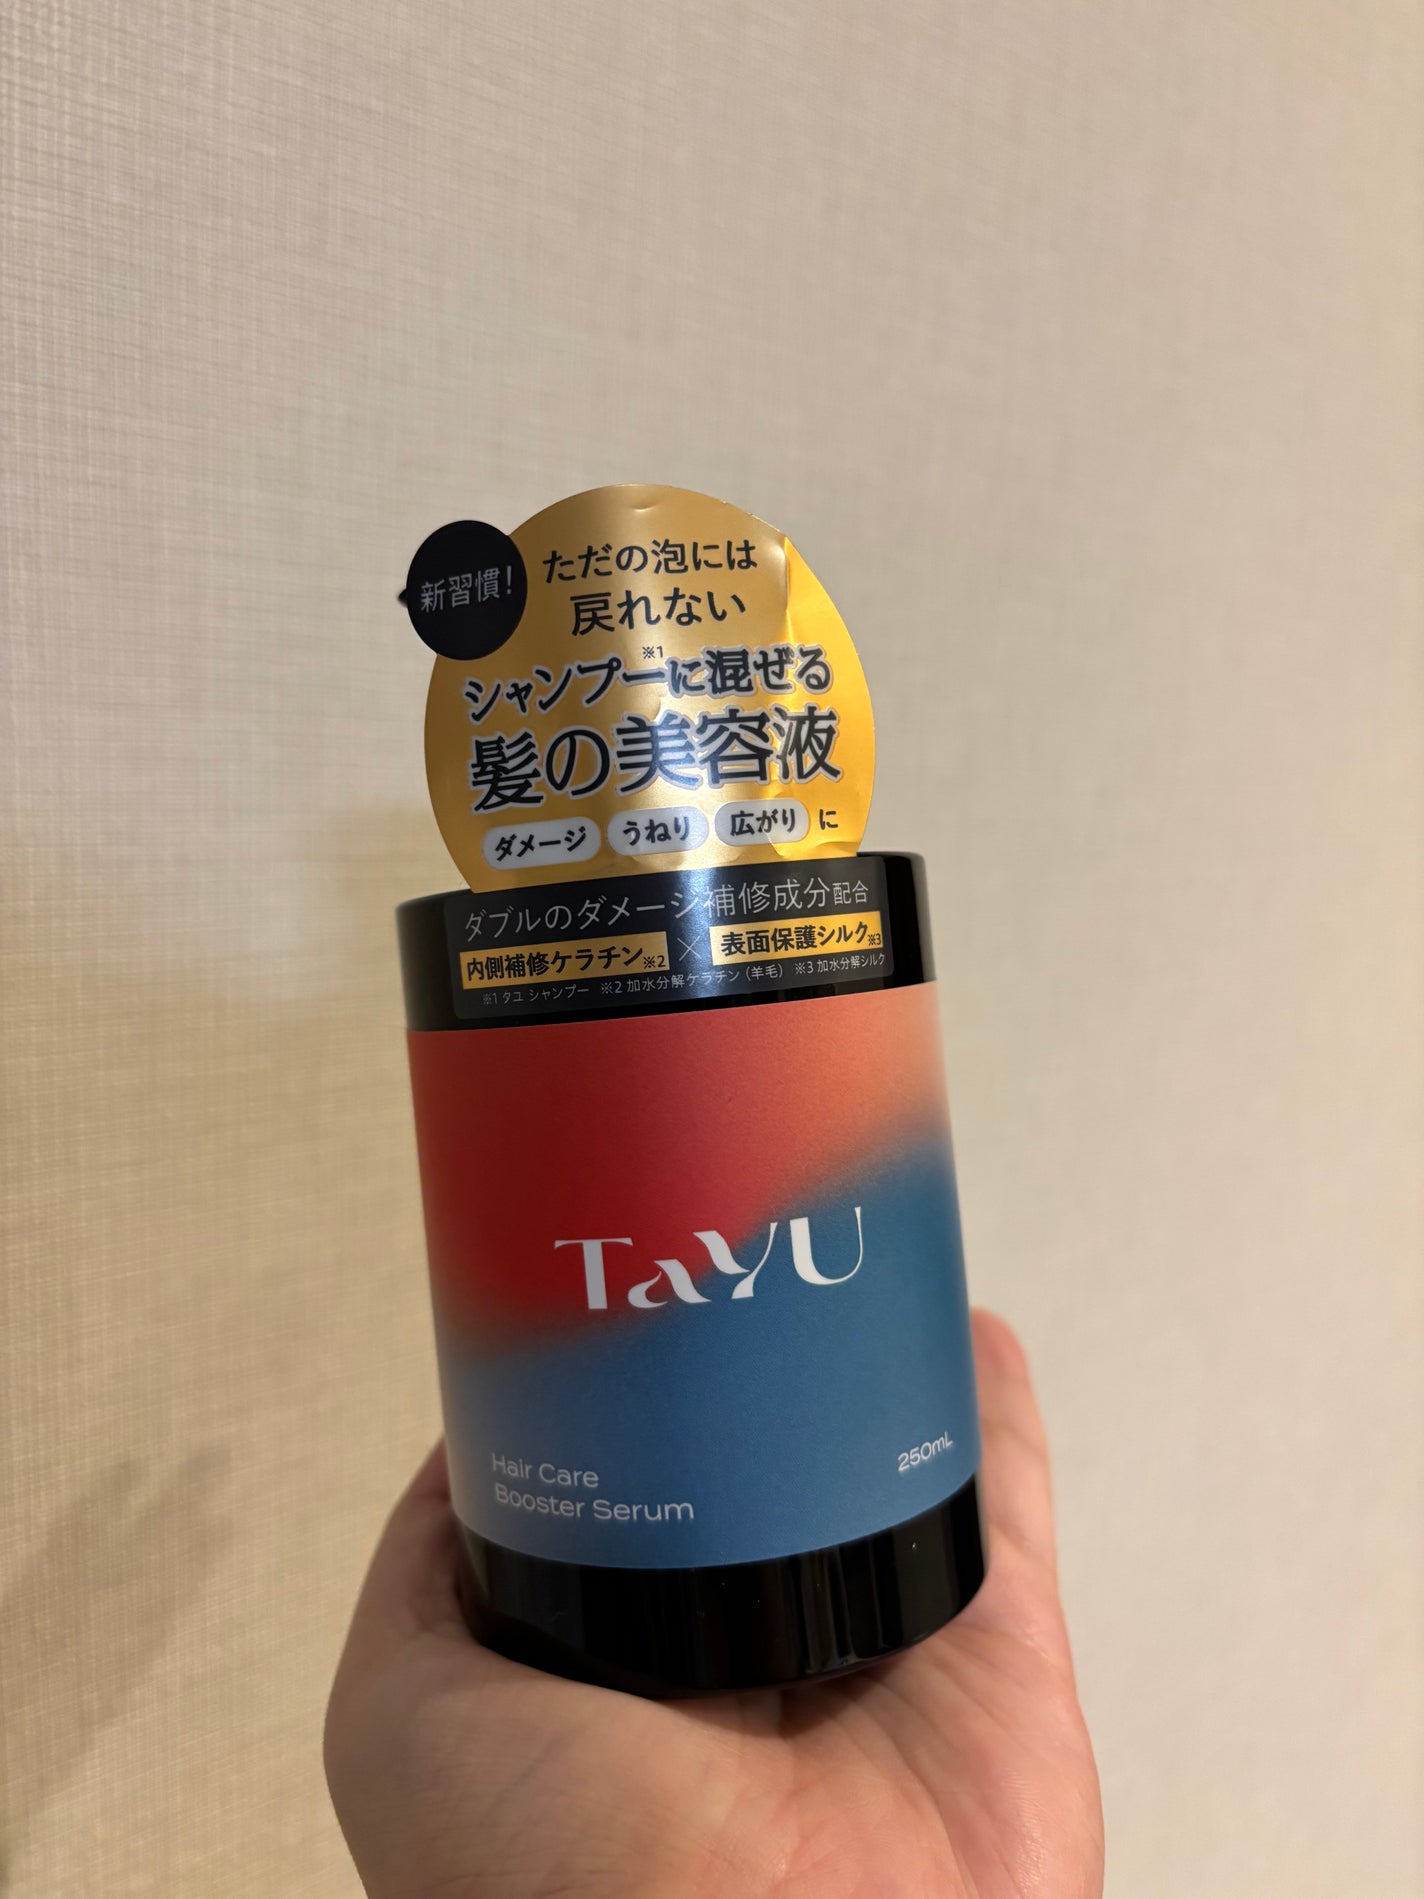 新習慣!
ただの泡には
戻れない
シャンプー※1に混ぜる
髪の美容液
ダメージ うねり 広がり に
ダブルのダメージ補修成分配合
内側補修ケラチン※2 × 表面保護シルク※3
※1 タユ シャンプー ※2 加水分解ケラチン(羊毛) ※3 加水分解シルク
TaYU
Hair Care
Booster Serum
250mL